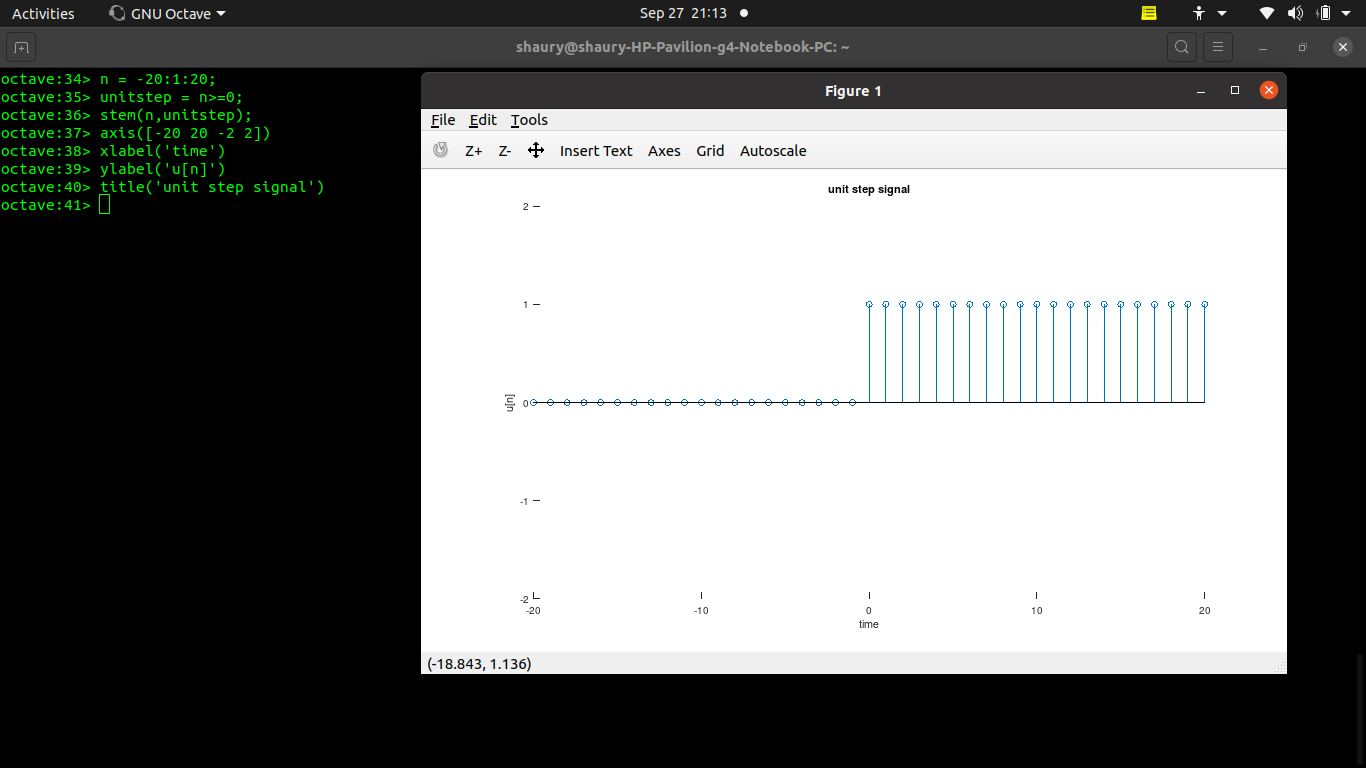 Activities GNU Octave Sep 27 21:13
shaury@shaury-HP-Pavilion-g4-Notebook-PC: ~
octave:34> n = -20:1:20;
octave:35> unitstep = n>=0;
octave:36> stem(n,unitstep);
octave:37> axis([-20 20 -2 2])
octave:38> xlabel('time')
octave:39> ylabel('u[n]')
octave:40> title('unit step signal')
octave:41>
Figure 1
File Edit Tools
Z+ Z- Insert Text Axes Grid Autoscale
unit step signal
2
1
0
-1
-2
u[n]
-20 -10 0 10 20
time
(-18.843, 1.136)